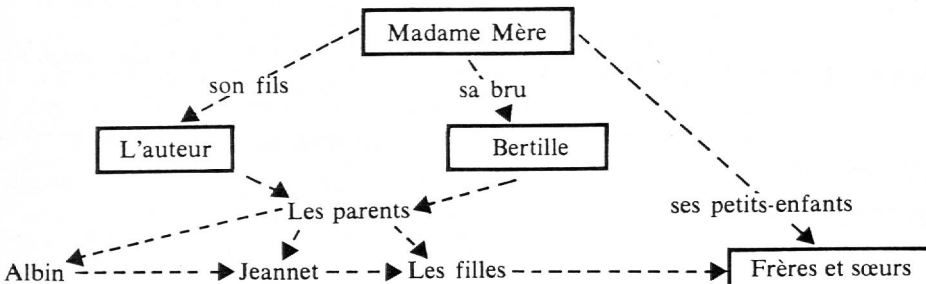 Madame Mère
son fils
sa bru
L'auteur
Bertille
Les parents
ses petits-enfants
Albin
Jeannet
Les filles
Frères et sœurs